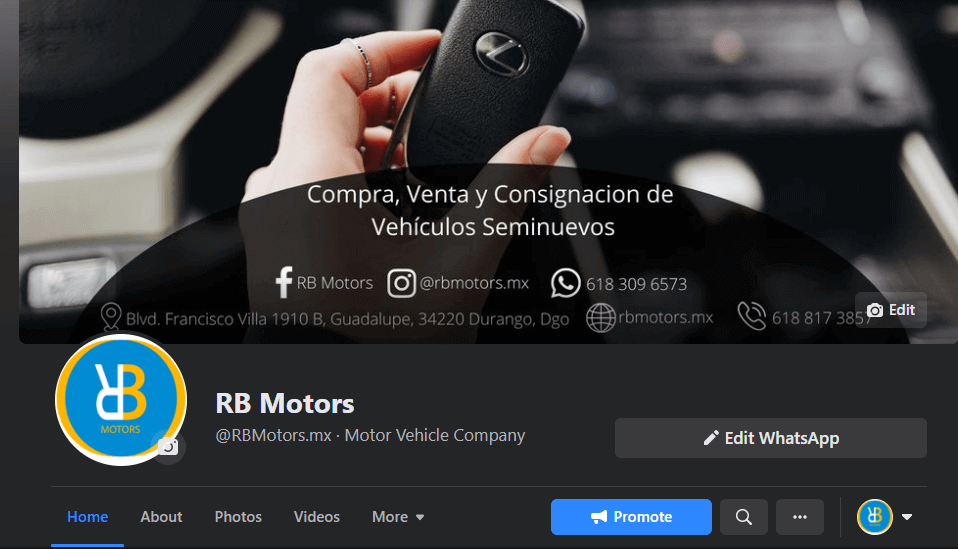 Compra, Venta y Consignacion de
Vehículos Seminuevos
RB Motors @rbmotors.mx 618 309 6573
Blvd. Francisco Villa 1910 B, Guadalupe, 34220 Durango, Dgo rbmotors.mx 618 817 3857
Edit
RB
MOTORS
RB Motors
@RBMotors.mx · Motor Vehicle Company
Edit WhatsApp
Home About Photos Videos More Promote